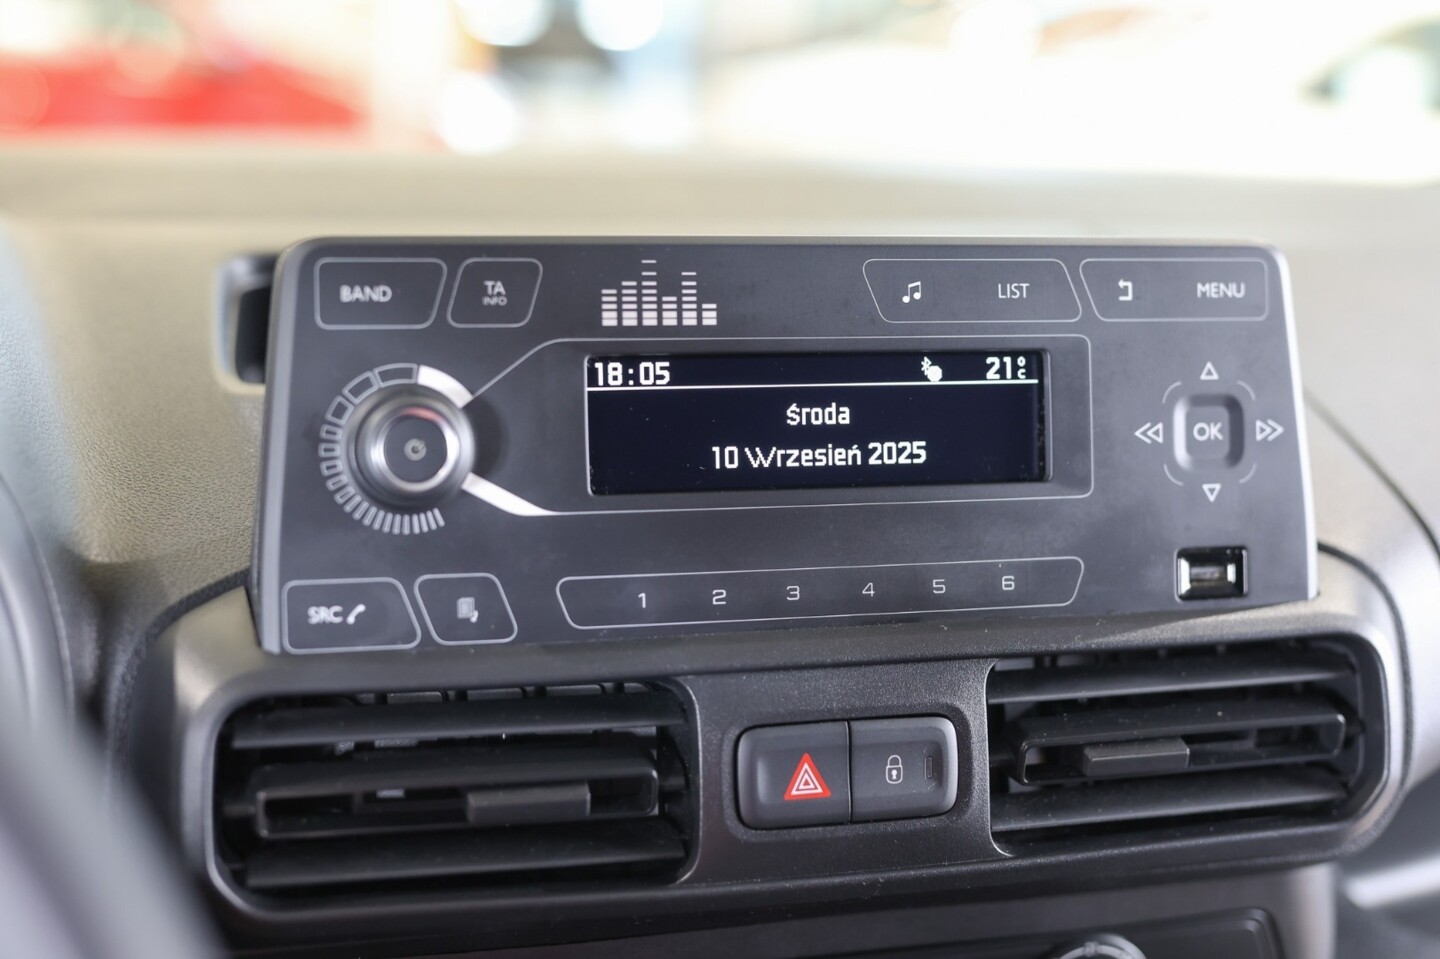 BAND
TA
INFO
LIST
MENU
18:05
21°C
Środa
10 Wrzesień 2025
OK
SRC
1 2 3 4 5 6